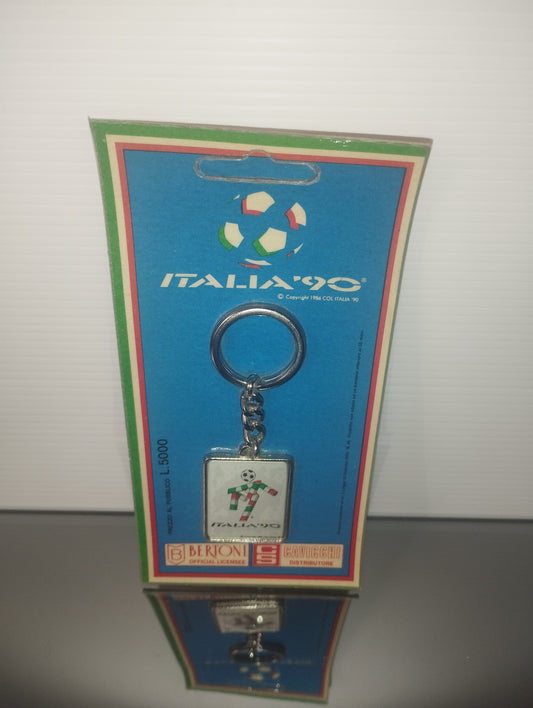 ITALIA '90®
© Copyright 1986 COL ITALIA '90
PREZZO AL PUBBLICO L. 5000
ITALIA '90
BERTONI
OFFICIAL LICENSEE
CAVICCHI
DISTRIBUTORE